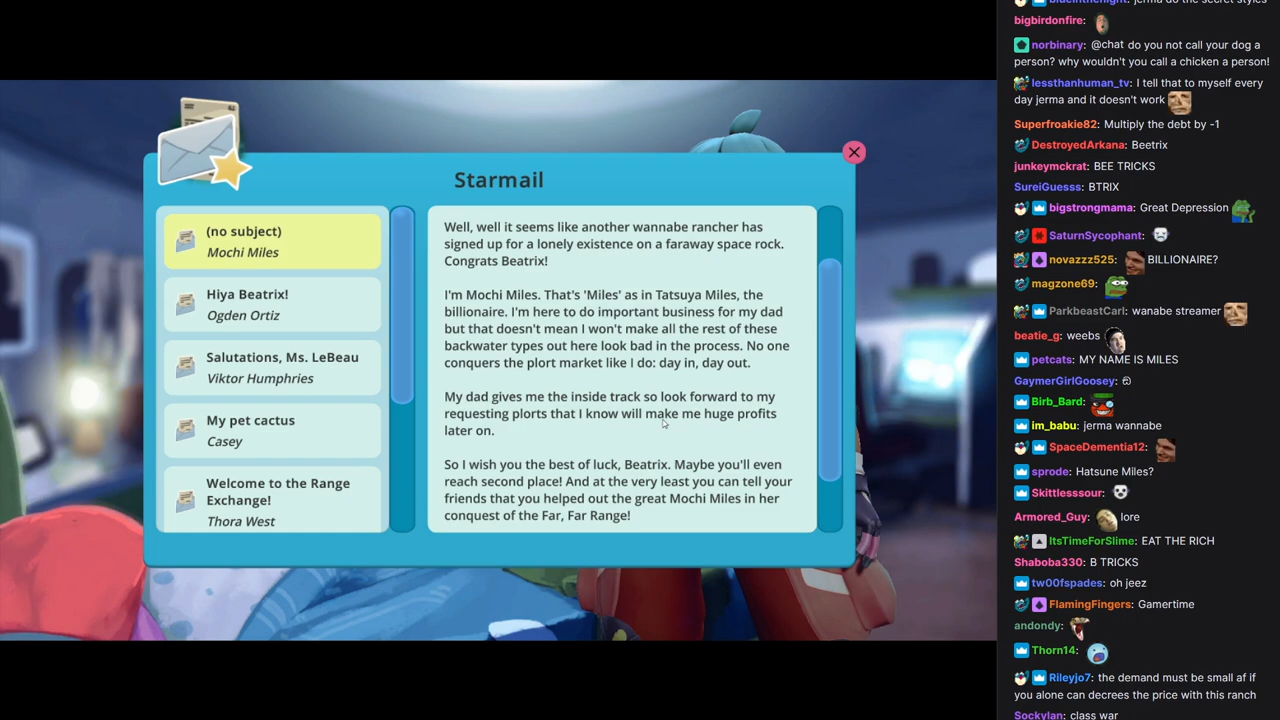 Starmail
(no subject)
Mochi Miles
Hiya Beatrix!
Ogden Ortiz
Salutations, Ms. LeBeau
Viktor Humphries
My pet cactus
Casey
Welcome to the Range
Exchange!
Thora West
Well, well it seems like another wannabe rancher has
signed up for a lonely existence on a faraway space rock.
Congrats Beatrix!
I'm Mochi Miles. That's 'Miles' as in Tatsuya Miles, the
billionaire. I'm here to do important business for my dad
but that doesn't mean I won't make all the rest of these
backwater types out here look bad in the process. No one
conquers the plort market like I do: day in, day out.
My dad gives me the inside track so look forward to my
requesting plorts that I know will make me huge profits
later on.
So I wish you the best of luck, Beatrix. Maybe you'll even
reach second place! And at the very least you can tell your
friends that you helped out the great Mochi Miles in her
conquest of the Far, Far Range!
blueinthenight: jerma do the secret styles
bigbirdonfire:
norbinary: @chat do you not call your dog a
person? why wouldn't you call a chicken a person!
lessthanhuman_tv: I tell that to myself every
day jerma and it doesn't work
Superfroakie82: Multiply the debt by -1
DestroyedArkana: Beetrix
junkeymckrat: BEE TRICKS
SureiGuesss: BTRIX
bigstrongmama: Great Depression
SaturnSycophant:
novazzz525: BILLIONAIRE?
magzone69:
ParkbeastCarl: wanabe streamer
beatie_g: weebs
petcats: MY NAME IS MILES
GaymerGirlGoosey:
Birb_Bard:
im_babu: jerma wannabe
SpaceDementia12:
sprode: Hatsune Miles?
Skittlesssour:
Armored_Guy: lore
ItsTimeForSlime: EAT THE RICH
Shaboba330: B TRICKS
tw00fspades: oh jeez
FlamingFingers: Gamertime
andondy:
Thorn14:
Rileyjo7: the demand must be small af if
you alone can decrees the price with this ranch
Sockylan: class war